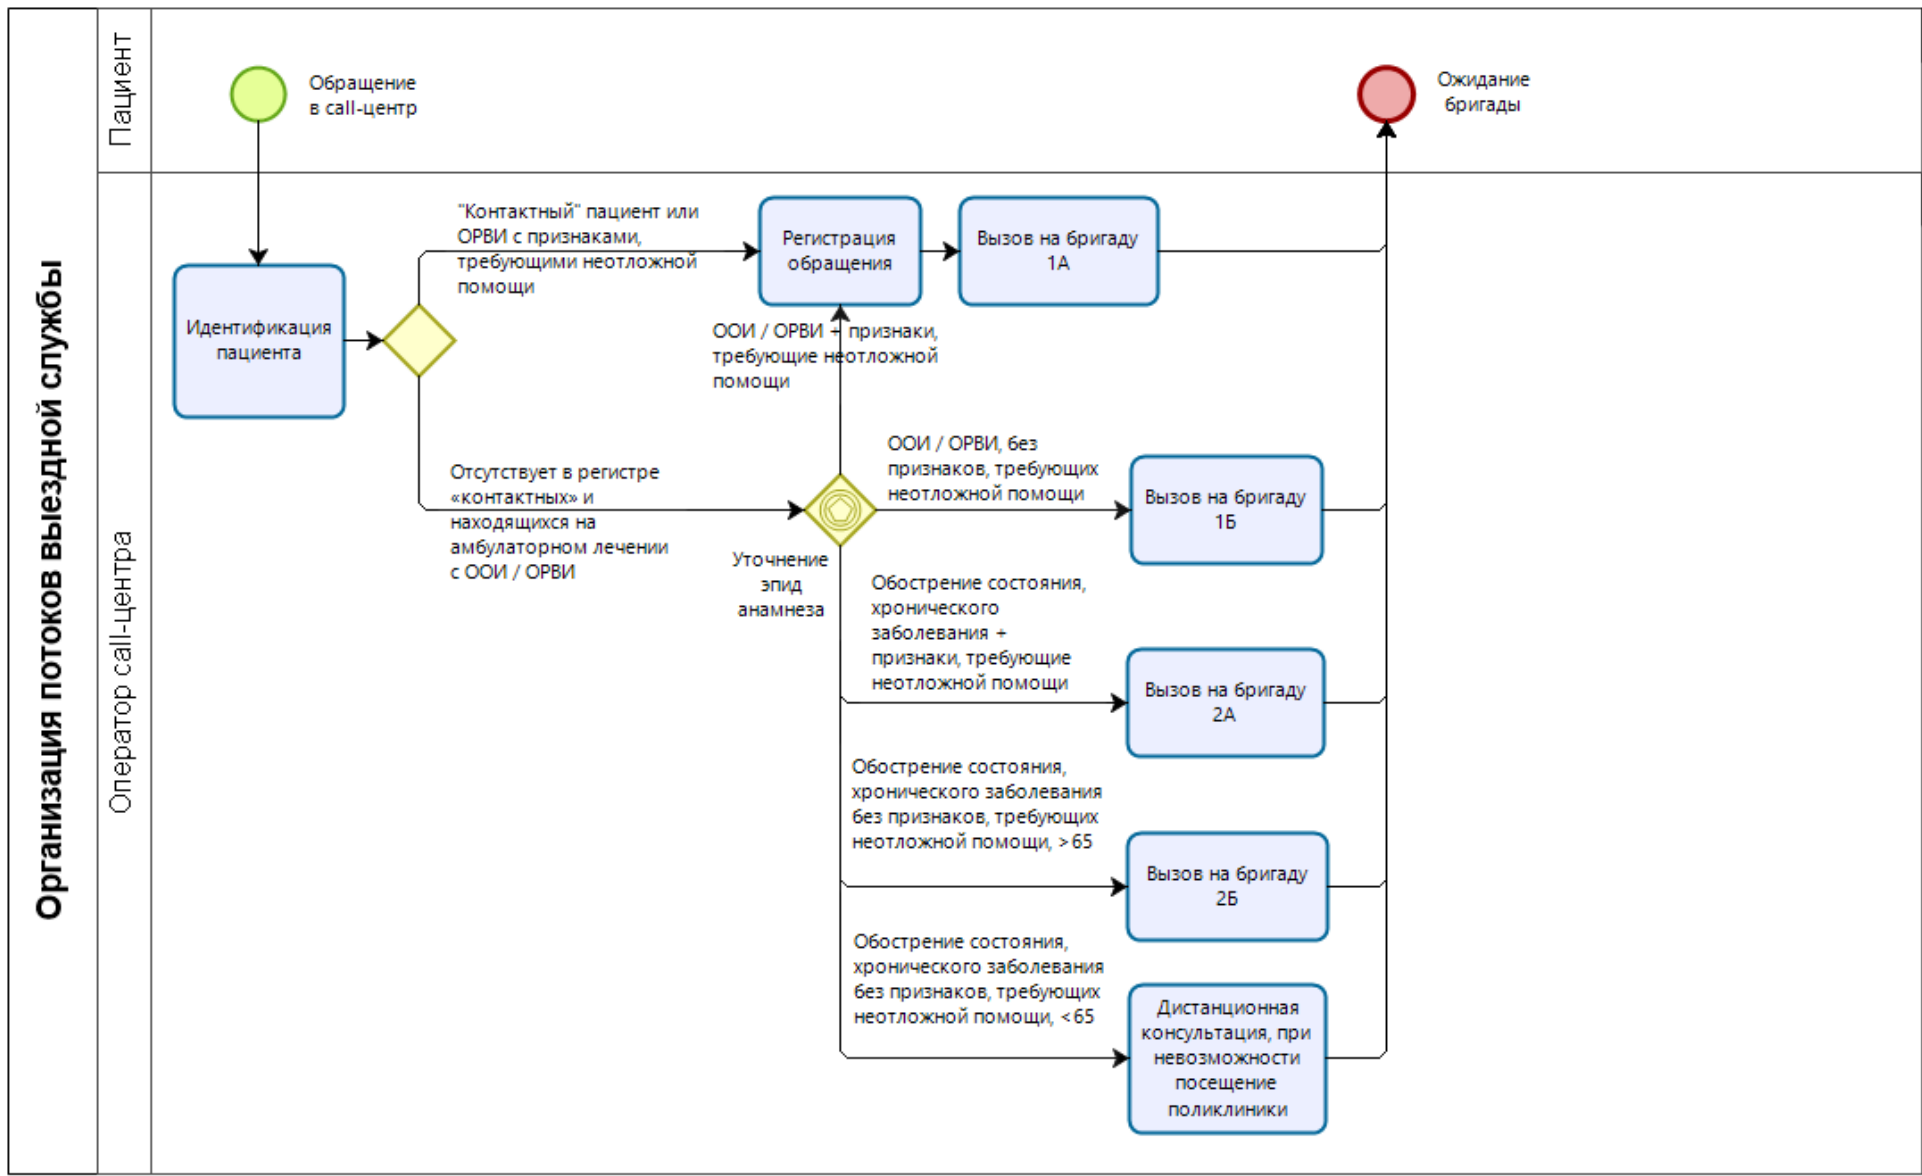 Организация потоков выездной службы
Пациент
Обращение
в call-центр
Ожидание
бригады
Оператор call-центра
Идентификация
пациента
"Контактный" пациент или
ОРВИ с признаками,
требующими неотложной
помощи
Регистрация
обращения
Вызов на бригаду
1А
ООИ / ОРВИ + признаки,
требующие неотложной
помощи
Отсутствует в регистре
«контактных» и
находящихся на
амбулаторном лечении
с ООИ / ОРВИ
Уточнение
эпид
анамнеза
ООИ / ОРВИ, без
признаков, требующих
неотложной помощи
Вызов на бригаду
1Б
Обострение состояния,
хронического
заболевания +
признаки, требующие
неотложной помощи
Вызов на бригаду
2А
Обострение состояния,
хронического заболевания
без признаков, требующих
неотложной помощи, >65
Вызов на бригаду
2Б
Обострение состояния,
хронического заболевания
без признаков, требующих
неотложной помощи, <65
Дистанционная
консультация, при
невозможности
посещение
поликлиники